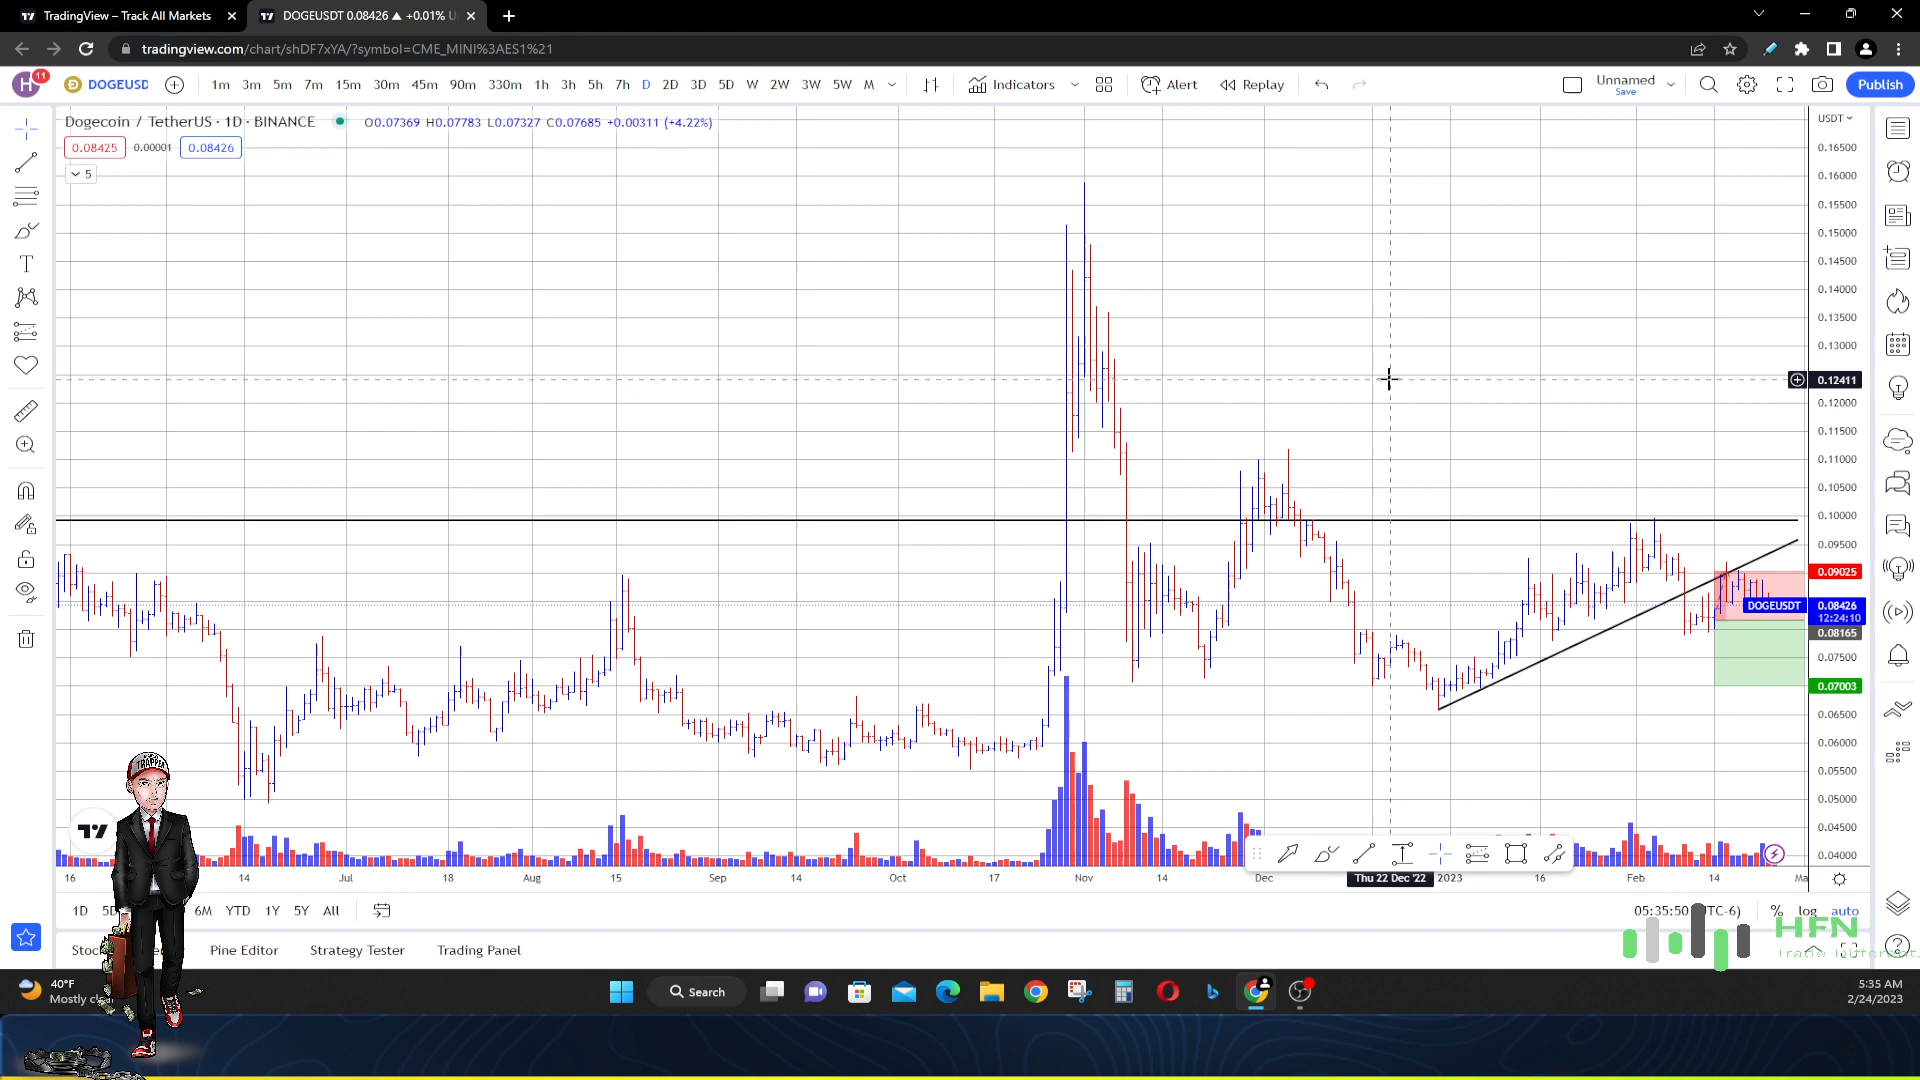 TradingView – Track All Markets
DOGEUSDT 0.08426 ▲ +0.01% U
tradingview.com/chart/shDF7xYA/?symbol=CME_MINI%3AES1%21
H 11 DOGEUSD 1m 3m 5m 7m 15m 30m 45m 90m 330m 1h 3h 5h 7h D 2D 3D 5D W 2W 3W 5W M Indicators Alert Replay Unnamed Save Publish
Dogecoin / TetherUS · 1D · BINANCE O0.07369 H0.07783 L0.07327 C0.07685 +0.00311 (+4.22%)
0.08425 0.00001 0.08426
5
USDT
0.16500
0.16000
0.15500
0.15000
0.14500
0.14000
0.13500
0.13000
0.12411
0.12000
0.11500
0.11000
0.10500
0.10000
0.09500
0.09025
DOGEUSDT 0.08426
12:24:10
0.08165
0.07500
0.07003
0.06500
0.06000
0.05500
0.05000
0.04500
0.04000
16 14 Jul 18 Aug 15 Sep 14 Oct 17 Nov 14 Dec Thu 22 Dec '22 2023 16 Feb 14 Ma
1D 6M YTD 1Y 5Y All
05:35:50 UTC-6) % log auto
Pine Editor Strategy Tester Trading Panel
TRAPPER
HFN
Trade Different
40°F
Mostly
Search
5:35 AM
2/24/2023